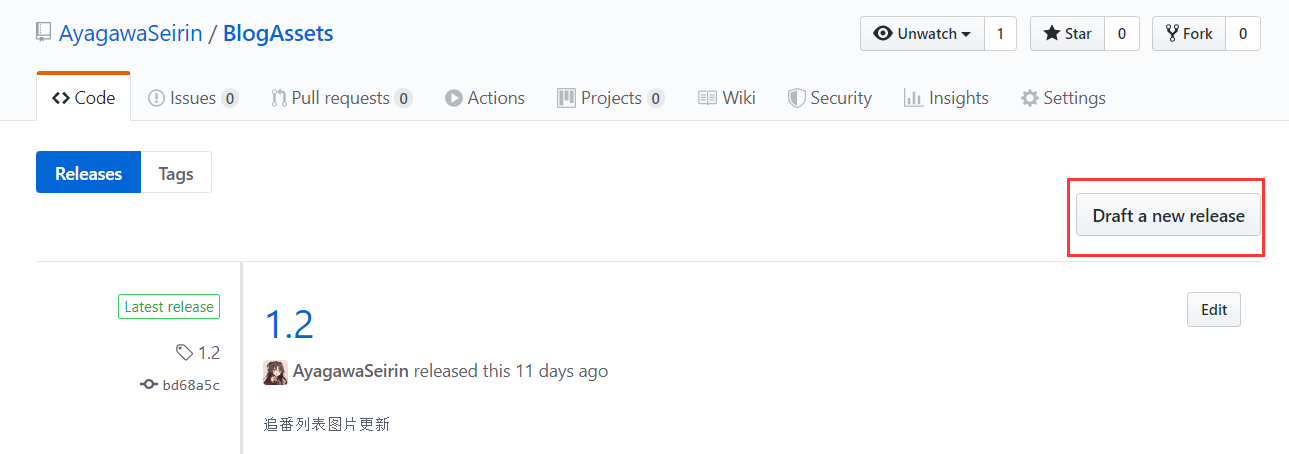 AyagawaSeirin / BlogAssets
Unwatch 1 Star 0 Fork 0
Code Issues 0 Pull requests 0 Actions Projects 0 Wiki Security Insights Settings
Releases Tags
Draft a new release
Latest release
1.2
bd68a5c
1.2
Edit
AyagawaSeirin released this 11 days ago
追番列表图片更新